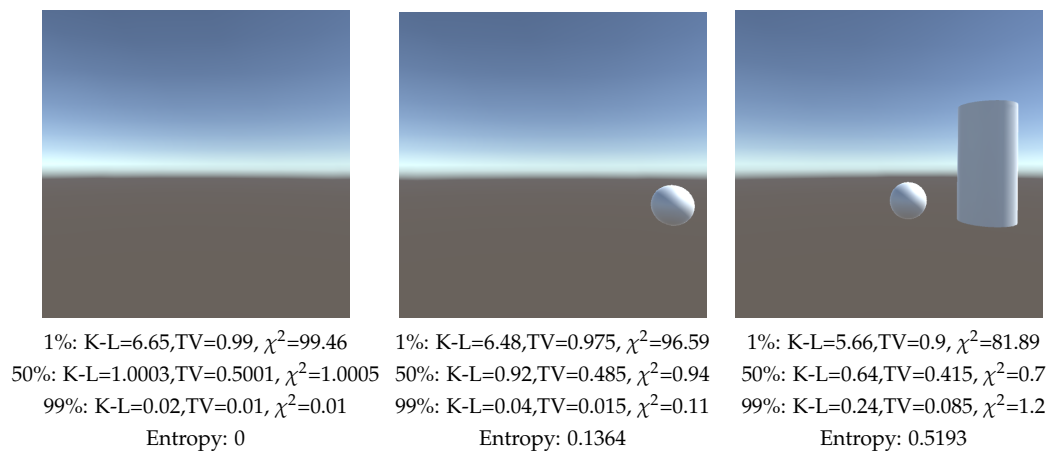 1%: K-L=6.65,TV=0.99, χ²=99.46
50%: K-L=1.0003,TV=0.5001, χ²=1.0005
99%: K-L=0.02,TV=0.01, χ²=0.01
Entropy: 0
1%: K-L=6.48,TV=0.975, χ²=96.59
50%: K-L=0.92,TV=0.485, χ²=0.94
99%: K-L=0.04,TV=0.015, χ²=0.11
Entropy: 0.1364
1%: K-L=5.66,TV=0.9, χ²=81.89
50%: K-L=0.64,TV=0.415, χ²=0.7
99%: K-L=0.24,TV=0.085, χ²=1.2
Entropy: 0.5193